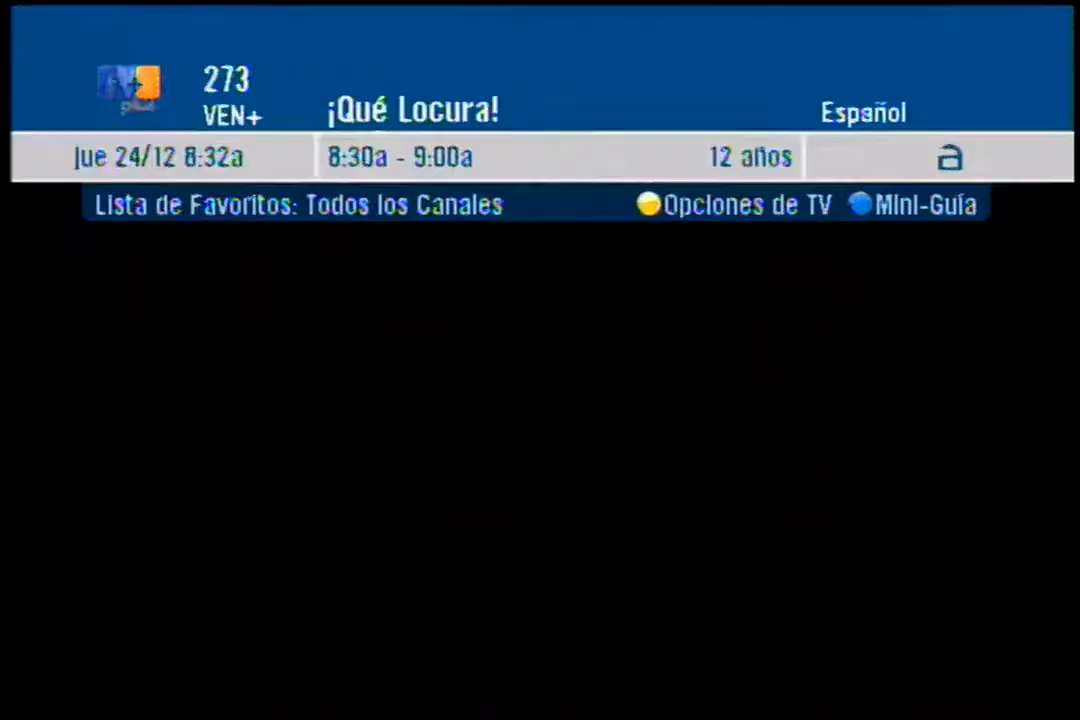 273
VEN+
¡Qué Locura!
Español
jue 24/12 8:32a
8:30a - 9:00a
12 años
a
Lista de Favoritos: Todos los Canales
Opciones de TV
Mini-Guía
plus